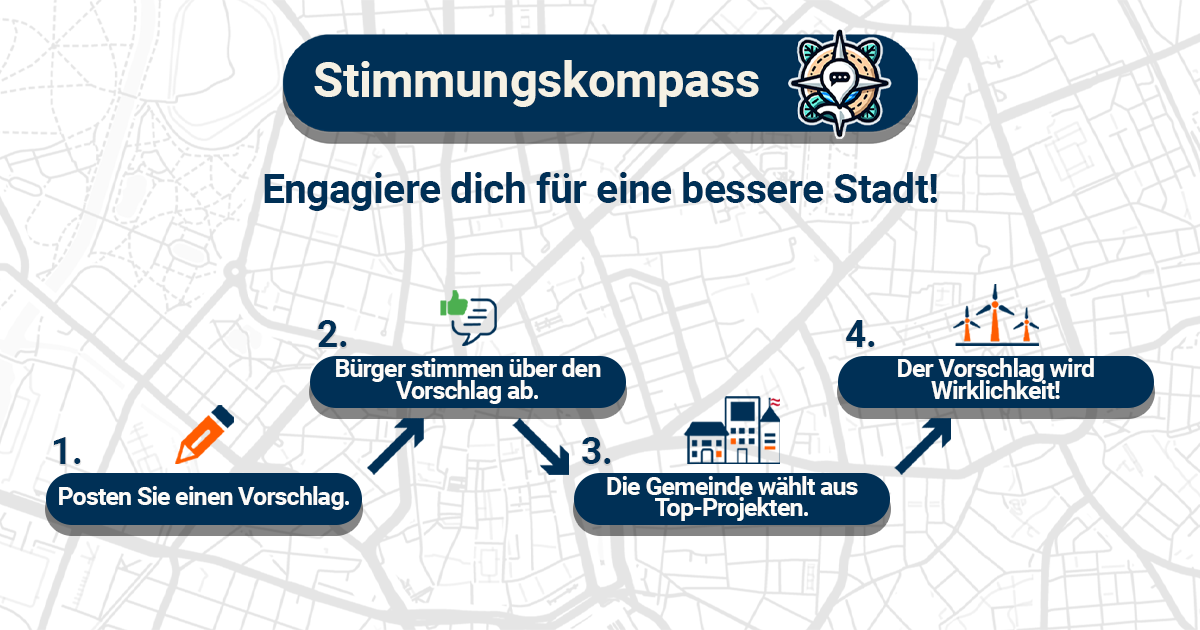 Stimmungskompass
Engagiere dich für eine bessere Stadt!
1.
Posten Sie einen Vorschlag.
2.
Bürger stimmen über den
Vorschlag ab.
3.
Die Gemeinde wählt aus
Top-Projekten.
4.
Der Vorschlag wird
Wirklichkeit!